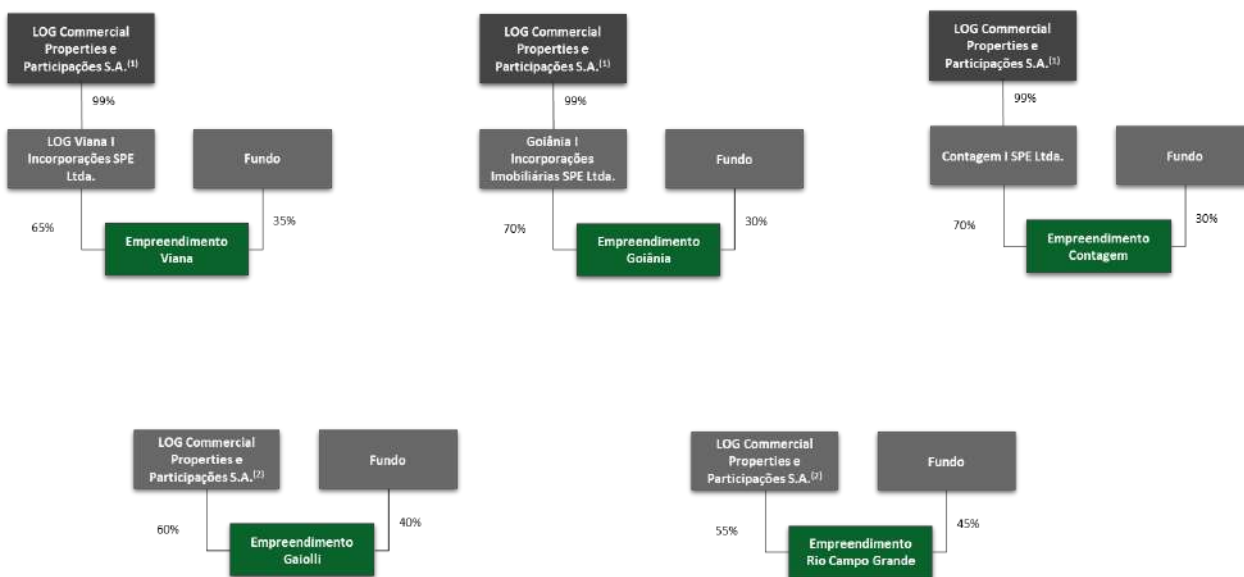 LOG Commercial
Properties e
Participações S.A.(1)
99%
LOG Viana I
Incorporações SPE
Ltda.
Fundo
65%
35%
Empreendimento
Viana
LOG Commercial
Properties e
Participações S.A.(1)
99%
Goiânia I
Incorporações
Imobiliárias SPE Ltda.
Fundo
70%
30%
Empreendimento
Goiânia
LOG Commercial
Properties e
Participações S.A.(1)
99%
Contagem I SPE Ltda.
Fundo
70%
30%
Empreendimento
Contagem
LOG Commercial
Properties e
Participações S.A.(2)
Fundo
60%
40%
Empreendimento
Gaiolli
LOG Commercial
Properties e
Participações S.A.(2)
Fundo
55%
45%
Empreendimento
Rio Campo Grande